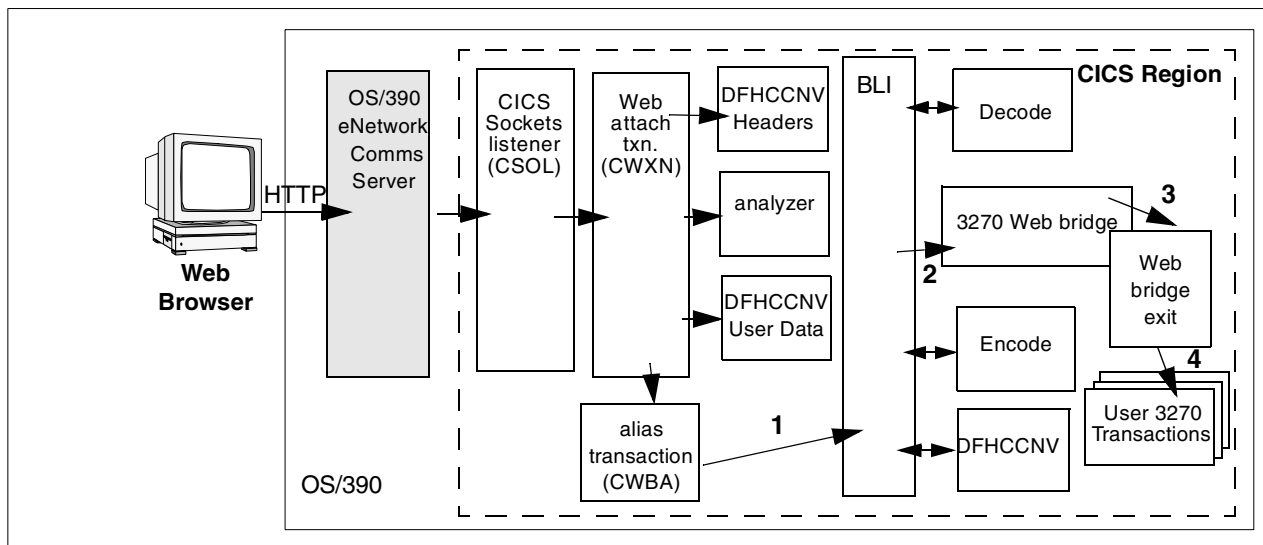 Web
Browser
HTTP
OS/390
eNetwork
Comms
Server
OS/390
CICS Region
CICS
Sockets
listener
(CSOL)
Web
attach
txn.
(CWXN)
DFHCCNV
Headers
analyzer
DFHCCNV
User Data
alias
transaction
(CWBA)
1
BLI
Decode
2
3270 Web bridge
3
Web
bridge
exit
4
User 3270
Transactions
Encode
DFHCCNV